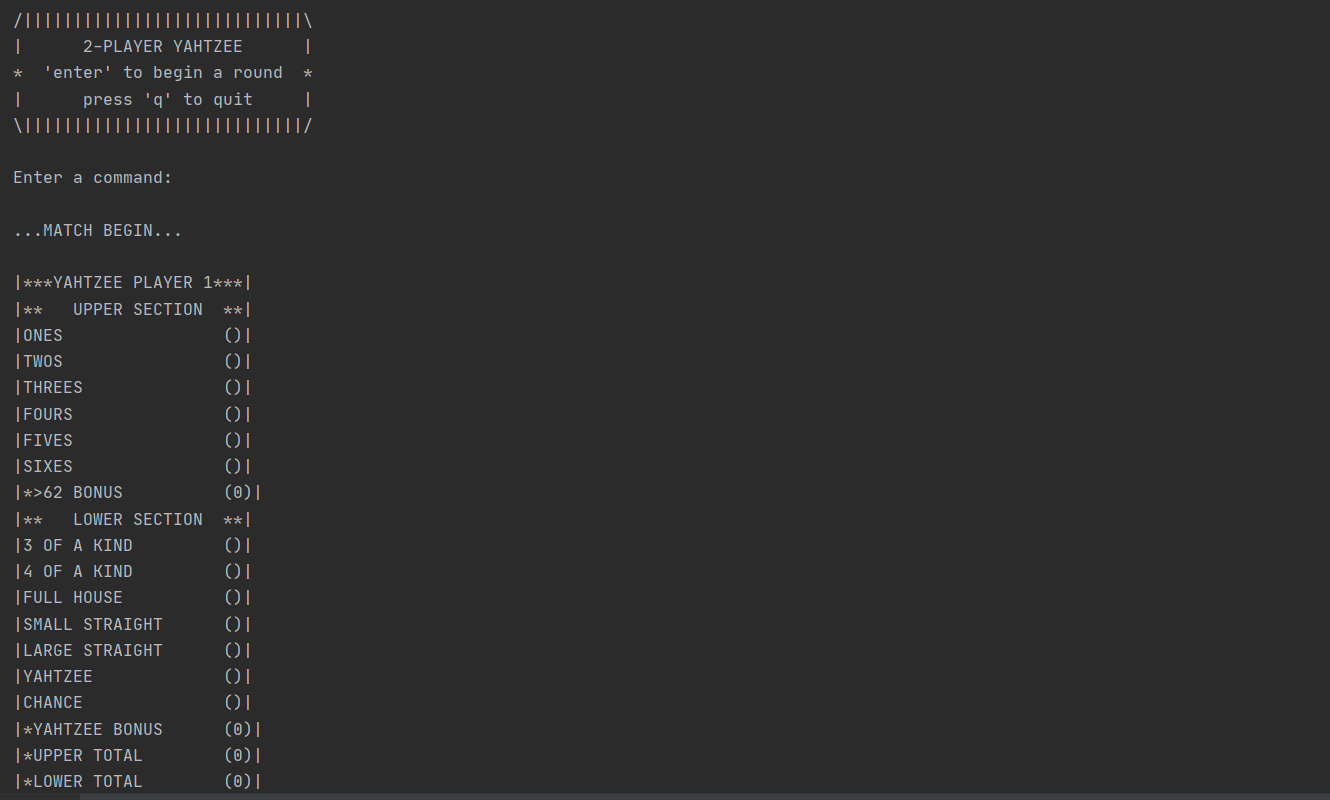 /||||||||||||||||||||||||||||\
|      2-PLAYER YAHTZEE      |
*  'enter' to begin a round  *
|      press 'q' to quit     |
\||||||||||||||||||||||||||||/
Enter a command:
...MATCH BEGIN...
|***YAHTZEE PLAYER 1***|
|**   UPPER SECTION  **|
|ONES                ()|
|TWOS                ()|
|THREES              ()|
|FOURS               ()|
|FIVES               ()|
|SIXES               ()|
|*>62 BONUS          (0)|
|**   LOWER SECTION  **|
|3 OF A KIND         ()|
|4 OF A KIND         ()|
|FULL HOUSE          ()|
|SMALL STRAIGHT      ()|
|LARGE STRAIGHT      ()|
|YAHTZEE             ()|
|CHANCE              ()|
|*YAHTZEE BONUS      (0)|
|*UPPER TOTAL        (0)|
|*LOWER TOTAL        (0)|